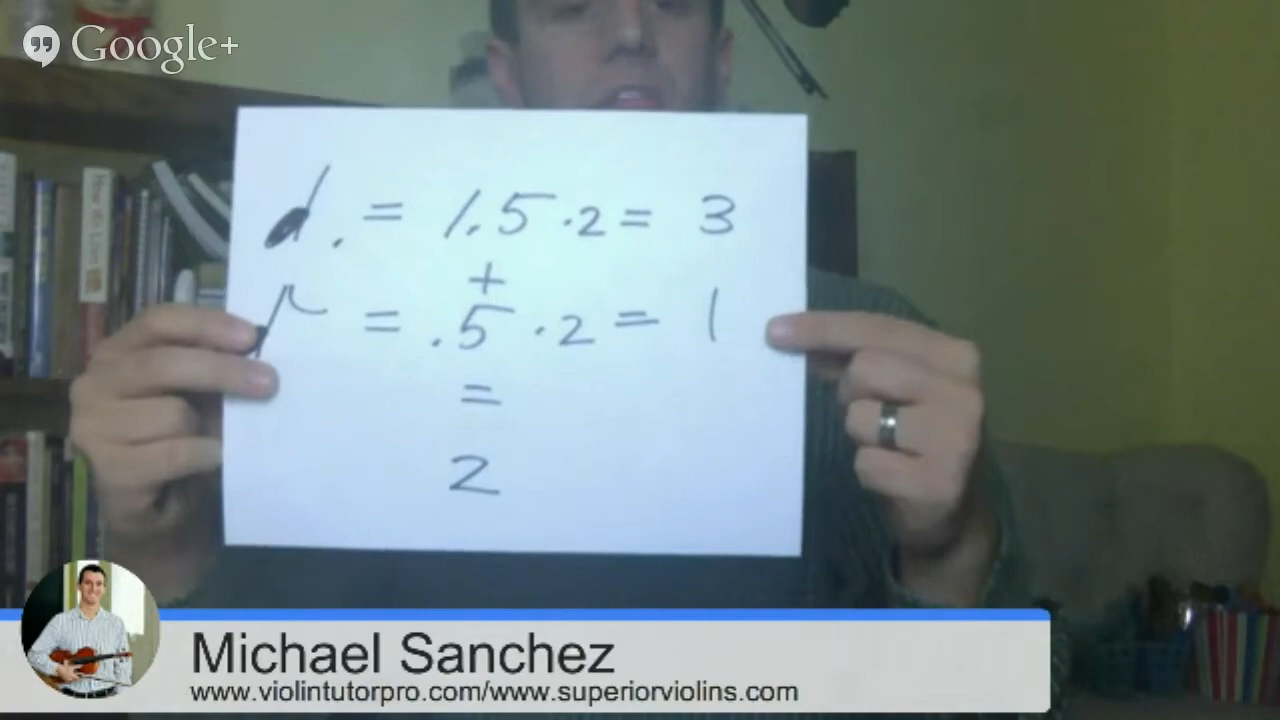 Google+
♩. = 1.5 · 2 = 3
+
♪ = .5 · 2 = 1
=
2
Michael Sanchez
www.violintutorpro.com/www.superiorviolins.com